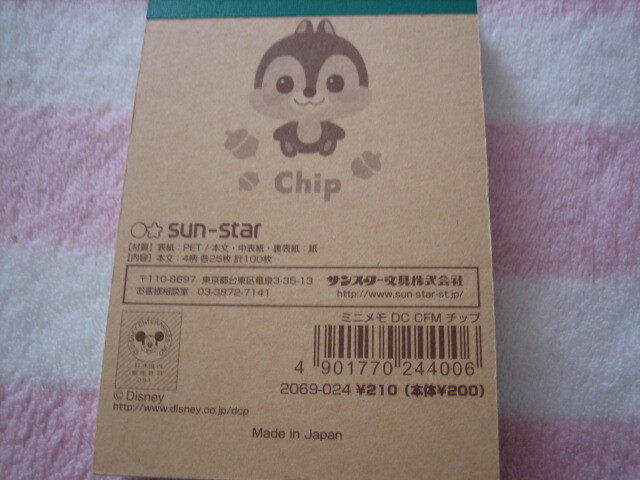 Chip
sun-star
【材質】表紙:PET / 本文・中表紙・裏表紙:紙
【内容】本文:4柄 各25枚 計100枚
〒110-8697 東京都台東区竜泉3-35-13 サンスター文具株式会社
お客様相談室 03-3872-7141 http://www.sun-star-st.jp/
ミニメモ DC CFM チップ
4 901770 244006
2069-024 ¥210 (本体¥200)
© Disney
http://www.disney.co.jp/dcp
Made in Japan